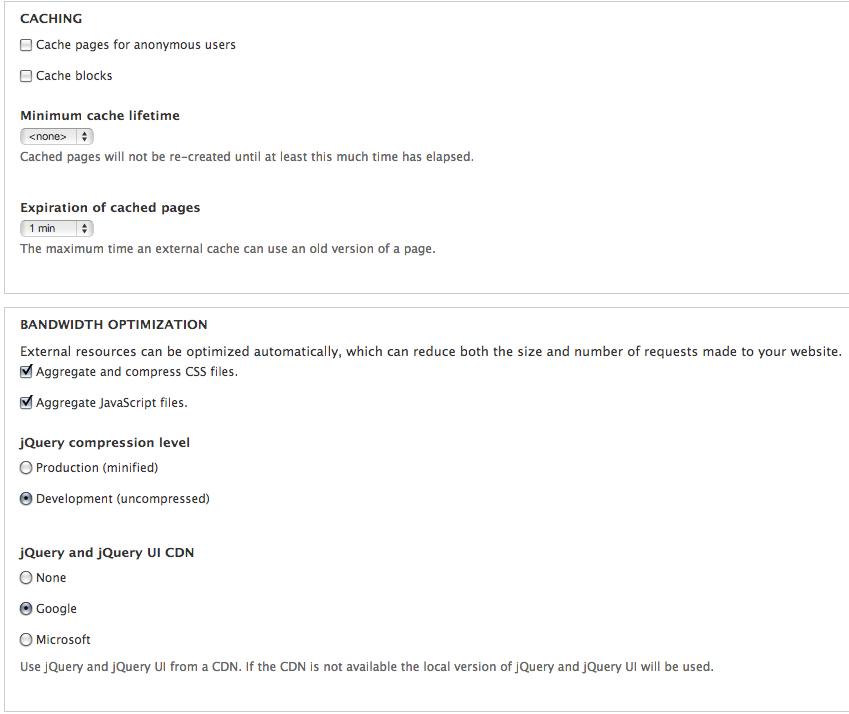 CACHING
Cache pages for anonymous users
Cache blocks
Minimum cache lifetime
<none>
Cached pages will not be re-created until at least this much time has elapsed.
Expiration of cached pages
1 min
The maximum time an external cache can use an old version of a page.
BANDWIDTH OPTIMIZATION
External resources can be optimized automatically, which can reduce both the size and number of requests made to your website.
Aggregate and compress CSS files.
Aggregate JavaScript files.
jQuery compression level
Production (minified)
Development (uncompressed)
jQuery and jQuery UI CDN
None
Google
Microsoft
Use jQuery and jQuery UI from a CDN. If the CDN is not available the local version of jQuery and jQuery UI will be used.